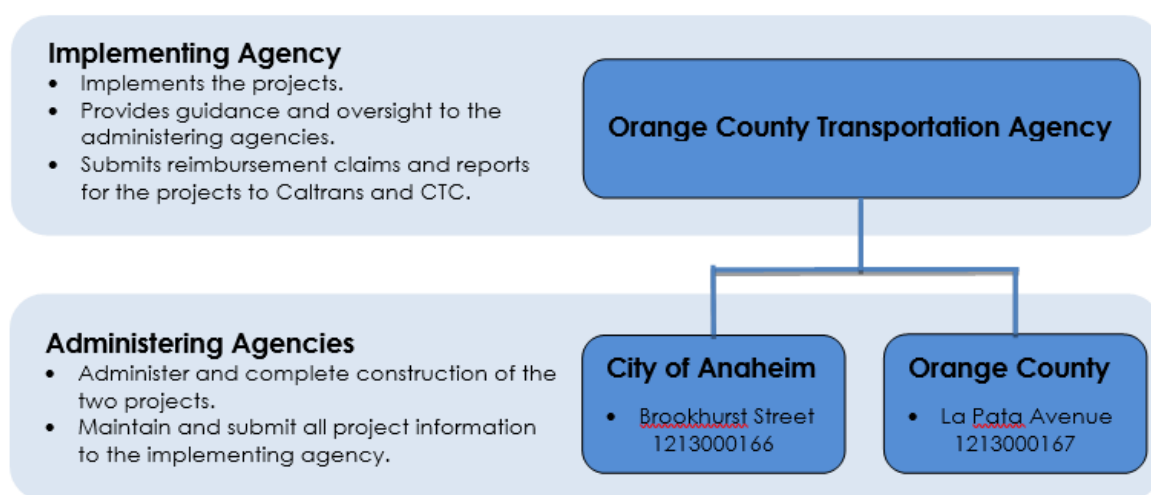 Implementing Agency
• Implements the projects.
• Provides guidance and oversight to the
administering agencies.
• Submits reimbursement claims and reports
for the projects to Caltrans and CTC.
Orange County Transportation Agency
Administering Agencies
• Administer and complete construction of the
two projects.
• Maintain and submit all project information
to the implementing agency.
City of Anaheim
• Brookhurst Street
1213000166
Orange County
• La Pata Avenue
1213000167